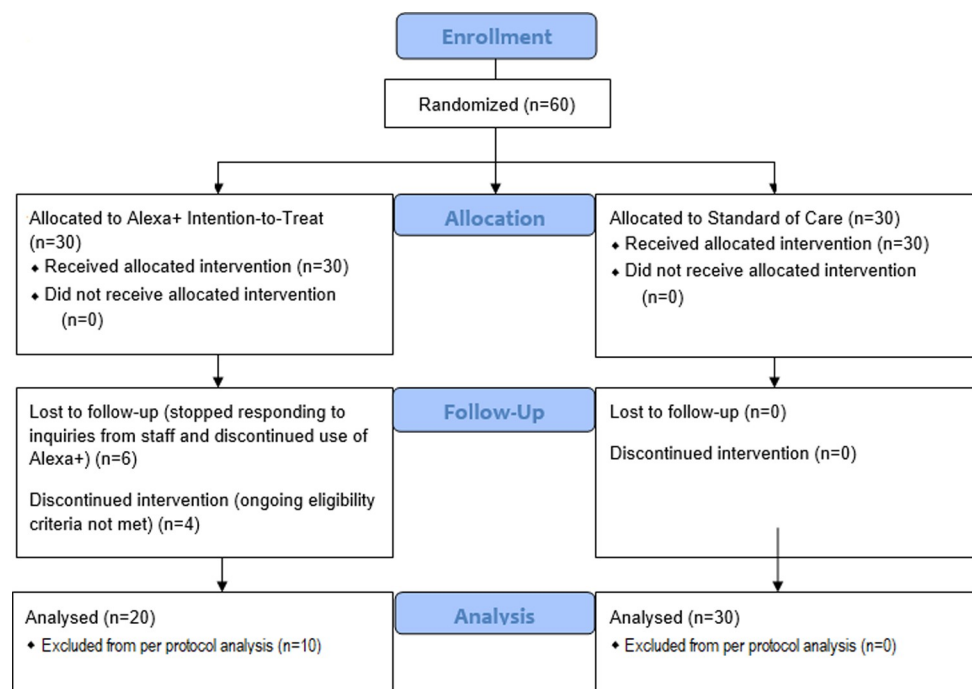 Enrollment
Randomized (n=60)
Allocated to Alexa+ Intention-to-Treat
(n=30)
⬥ Received allocated intervention (n=30)
⬥ Did not receive allocated intervention
(n=0)
Allocation
Allocated to Standard of Care (n=30)
⬥ Received allocated intervention (n=30)
⬥ Did not receive allocated intervention
(n=0)
Lost to follow-up (stopped responding to
inquiries from staff and discontinued use of
Alexa+) (n=6)
Discontinued intervention (ongoing eligibility
criteria not met) (n=4)
Follow-Up
Lost to follow-up (n=0)
Discontinued intervention (n=0)
Analysed (n=20)
⬥ Excluded from per protocol analysis (n=10)
Analysis
Analysed (n=30)
⬥ Excluded from per protocol analysis (n=0)